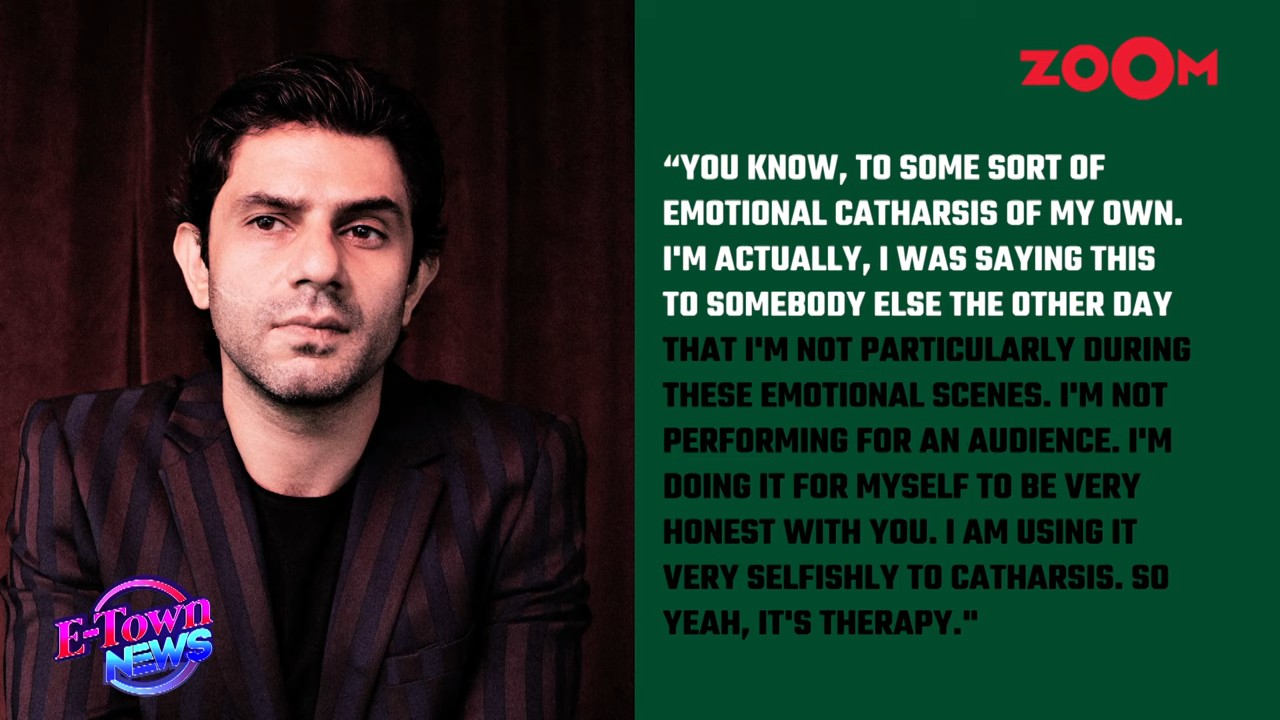 ZOOM
“YOU KNOW, TO SOME SORT OF
EMOTIONAL CATHARSIS OF MY OWN.
I'M ACTUALLY, I WAS SAYING THIS
TO SOMEBODY ELSE THE OTHER DAY
THAT I'M NOT PARTICULARLY DURING
THESE EMOTIONAL SCENES. I'M NOT
PERFORMING FOR AN AUDIENCE. I'M
DOING IT FOR MYSELF TO BE VERY
HONEST WITH YOU. I AM USING IT
VERY SELFISHLY TO CATHARSIS. SO
YEAH, IT'S THERAPY."
E-TOWN
NEWS